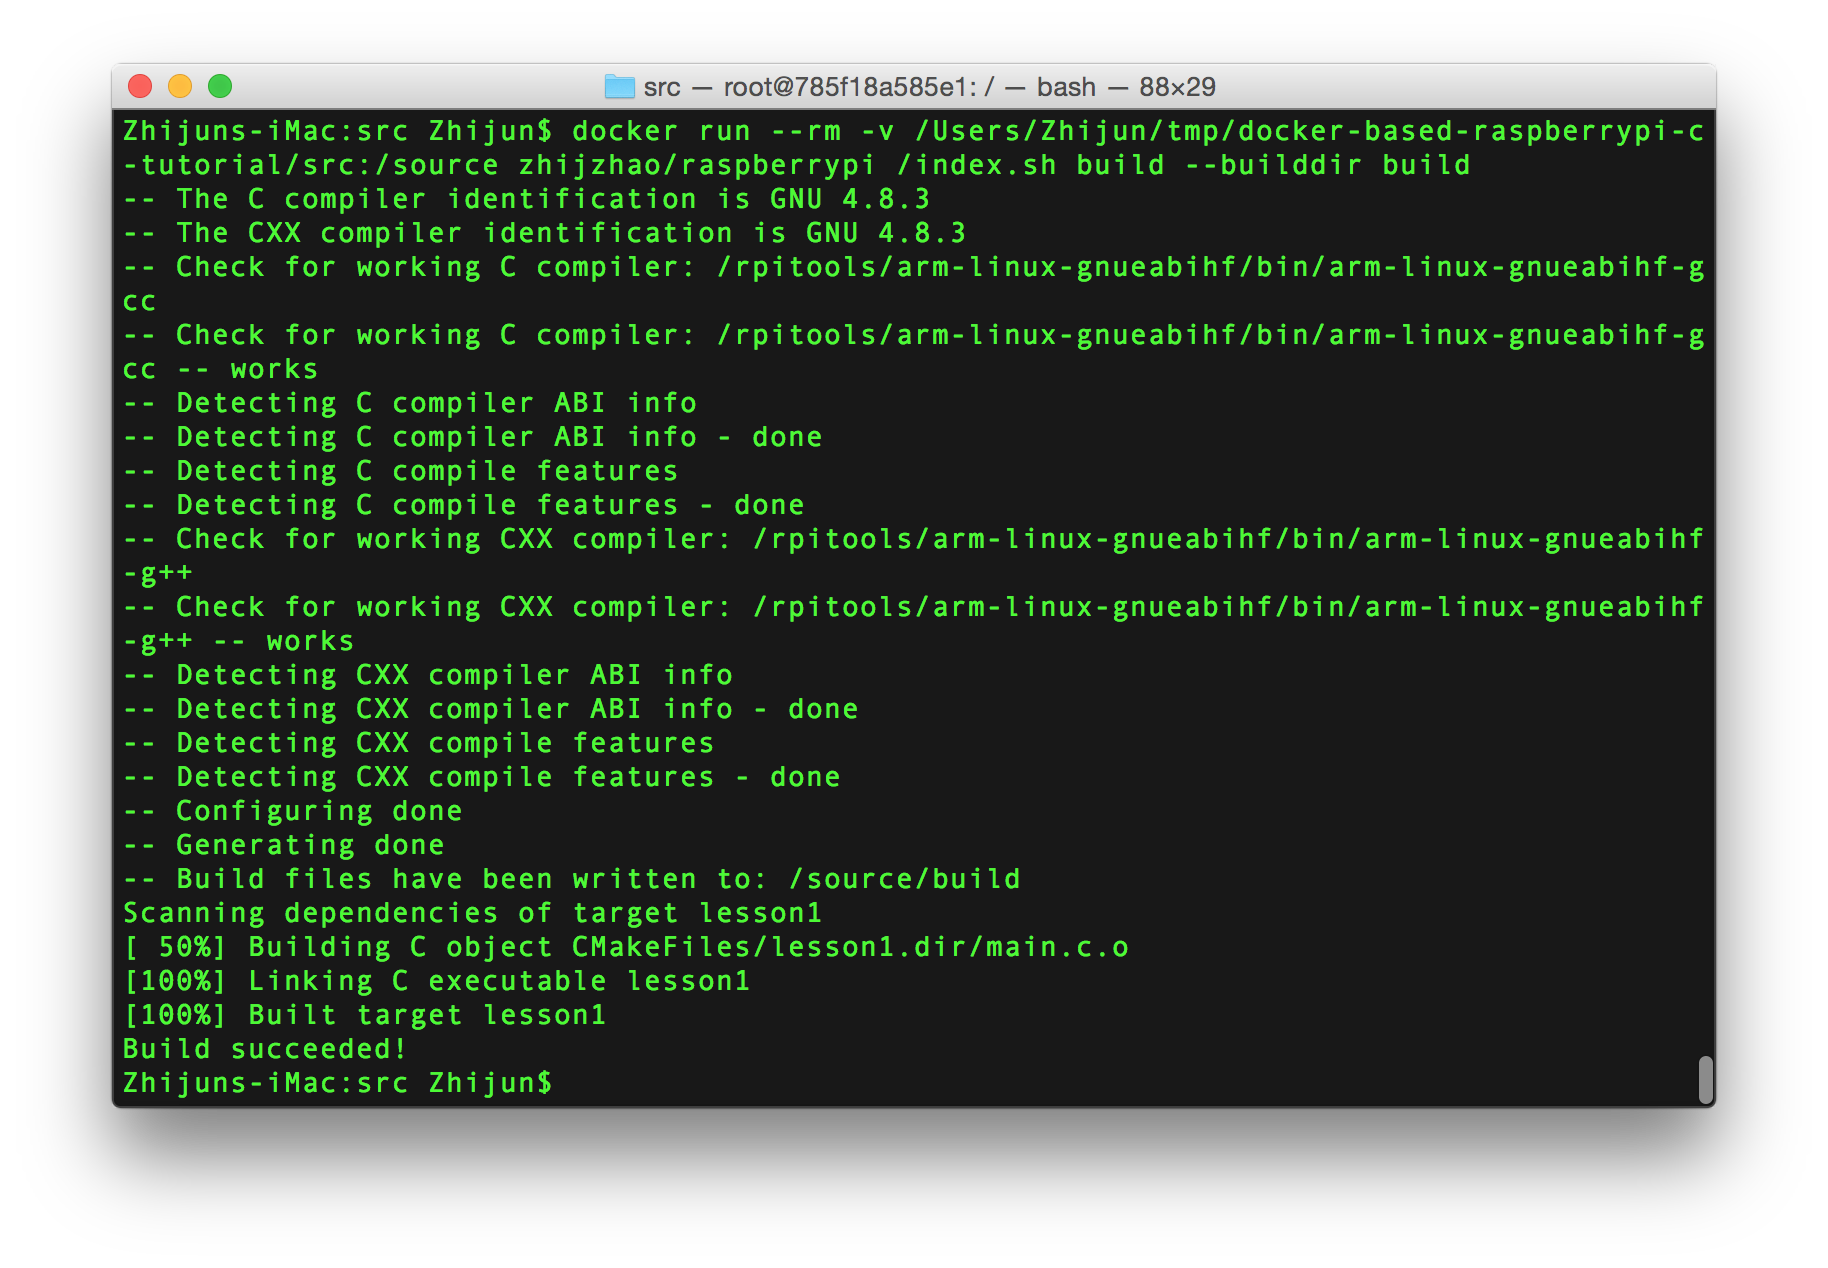 src — root@785f18a585e1: / — bash — 88×29
Zhijuns-iMac:src Zhijun$ docker run --rm -v /Users/Zhijun/tmp/docker-based-raspberrypi-c
-tutorial/src:/source zhijzhao/raspberrypi /index.sh build --builddir build
-- The C compiler identification is GNU 4.8.3
-- The CXX compiler identification is GNU 4.8.3
-- Check for working C compiler: /rpitools/arm-linux-gnueabihf/bin/arm-linux-gnueabihf-g
cc
-- Check for working C compiler: /rpitools/arm-linux-gnueabihf/bin/arm-linux-gnueabihf-g
cc -- works
-- Detecting C compiler ABI info
-- Detecting C compiler ABI info - done
-- Detecting C compile features
-- Detecting C compile features - done
-- Check for working CXX compiler: /rpitools/arm-linux-gnueabihf/bin/arm-linux-gnueabihf
-g++
-- Check for working CXX compiler: /rpitools/arm-linux-gnueabihf/bin/arm-linux-gnueabihf
-g++ -- works
-- Detecting CXX compiler ABI info
-- Detecting CXX compiler ABI info - done
-- Detecting CXX compile features
-- Detecting CXX compile features - done
-- Configuring done
-- Generating done
-- Build files have been written to: /source/build
Scanning dependencies of target lesson1
[ 50%] Building C object CMakeFiles/lesson1.dir/main.c.o
[100%] Linking C executable lesson1
[100%] Built target lesson1
Build succeeded!
Zhijuns-iMac:src Zhijun$